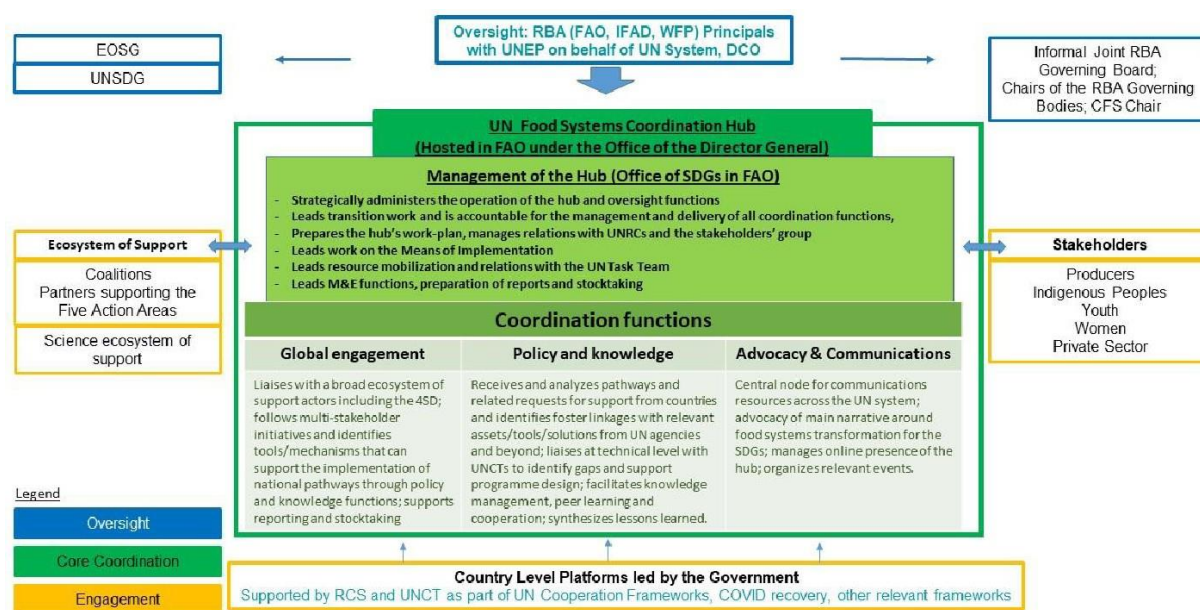 Oversight: RBA (FAO, IFAD, WFP) Principals
with UNEP on behalf of UN System, DCO
EOSG
UNSDG
Informal Joint RBA
Governing Board;
Chairs of the RBA Governing
Bodies; CFS Chair
UN Food Systems Coordination Hub
(Hosted in FAO under the Office of the Director General)
Management of the Hub (Office of SDGs in FAO)
- Strategically administers the operation of the hub and oversight functions
- Leads transition work and is accountable for the management and delivery of all coordination functions,
- Prepares the hub's work-plan, manages relations with UNRCs and the stakeholders' group
- Leads work on the Means of Implementation
- Leads resource mobilization and relations with the UN Task Team
- Leads M&E functions, preparation of reports and stocktaking
Ecosystem of Support
Coalitions
Partners supporting the
Five Action Areas
Science ecosystem of
support
Stakeholders
Producers
Indigenous Peoples
Youth
Women
Private Sector
Coordination functions
Global engagement
Liaises with a broad ecosystem of
support actors including the 4SD;
follows multi-stakeholder
initiatives and identifies
tools/mechanisms that can
support the implementation of
national pathways through policy
and knowledge functions; supports
reporting and stocktaking
Policy and knowledge
Receives and analyzes pathways and
related requests for support from countries
and identifies foster linkages with relevant
assets/tools/solutions from UN agencies
and beyond; liaises at technical level with
UNCTs to identify gaps and support
programme design; facilitates knowledge
management, peer learning and
cooperation; synthesizes lessons learned.
Advocacy & Communications
Central node for communications
resources across the UN system;
advocacy of main narrative around
food systems transformation for the
SDGs; manages online presence of the
hub; organizes relevant events.
Legend
Oversight
Core Coordination
Engagement
Country Level Platforms led by the Government
Supported by RCS and UNCT as part of UN Cooperation Frameworks, COVID recovery, other relevant frameworks